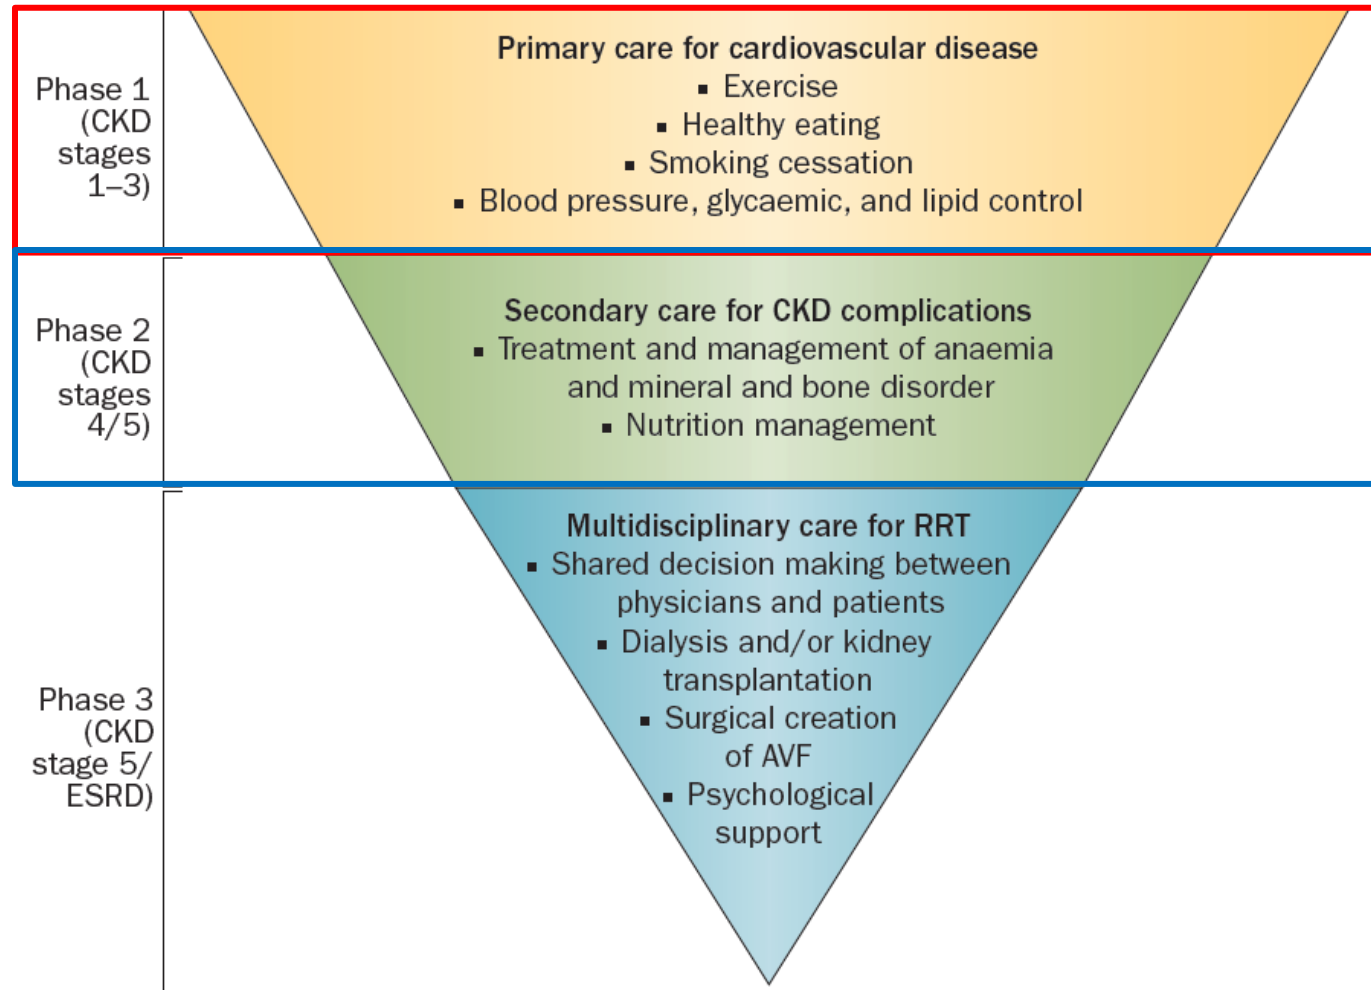 Phase 1
(CKD
stages
1–3)
Primary care for cardiovascular disease
▪ Exercise
▪ Healthy eating
▪ Smoking cessation
▪ Blood pressure, glycaemic, and lipid control
Phase 2
(CKD
stages
4/5)
Secondary care for CKD complications
▪ Treatment and management of anaemia
and mineral and bone disorder
▪ Nutrition management
Phase 3
(CKD
stage 5/
ESRD)
Multidisciplinary care for RRT
▪ Shared decision making between
physicians and patients
▪ Dialysis and/or kidney
transplantation
▪ Surgical creation
of AVF
▪ Psychological
support